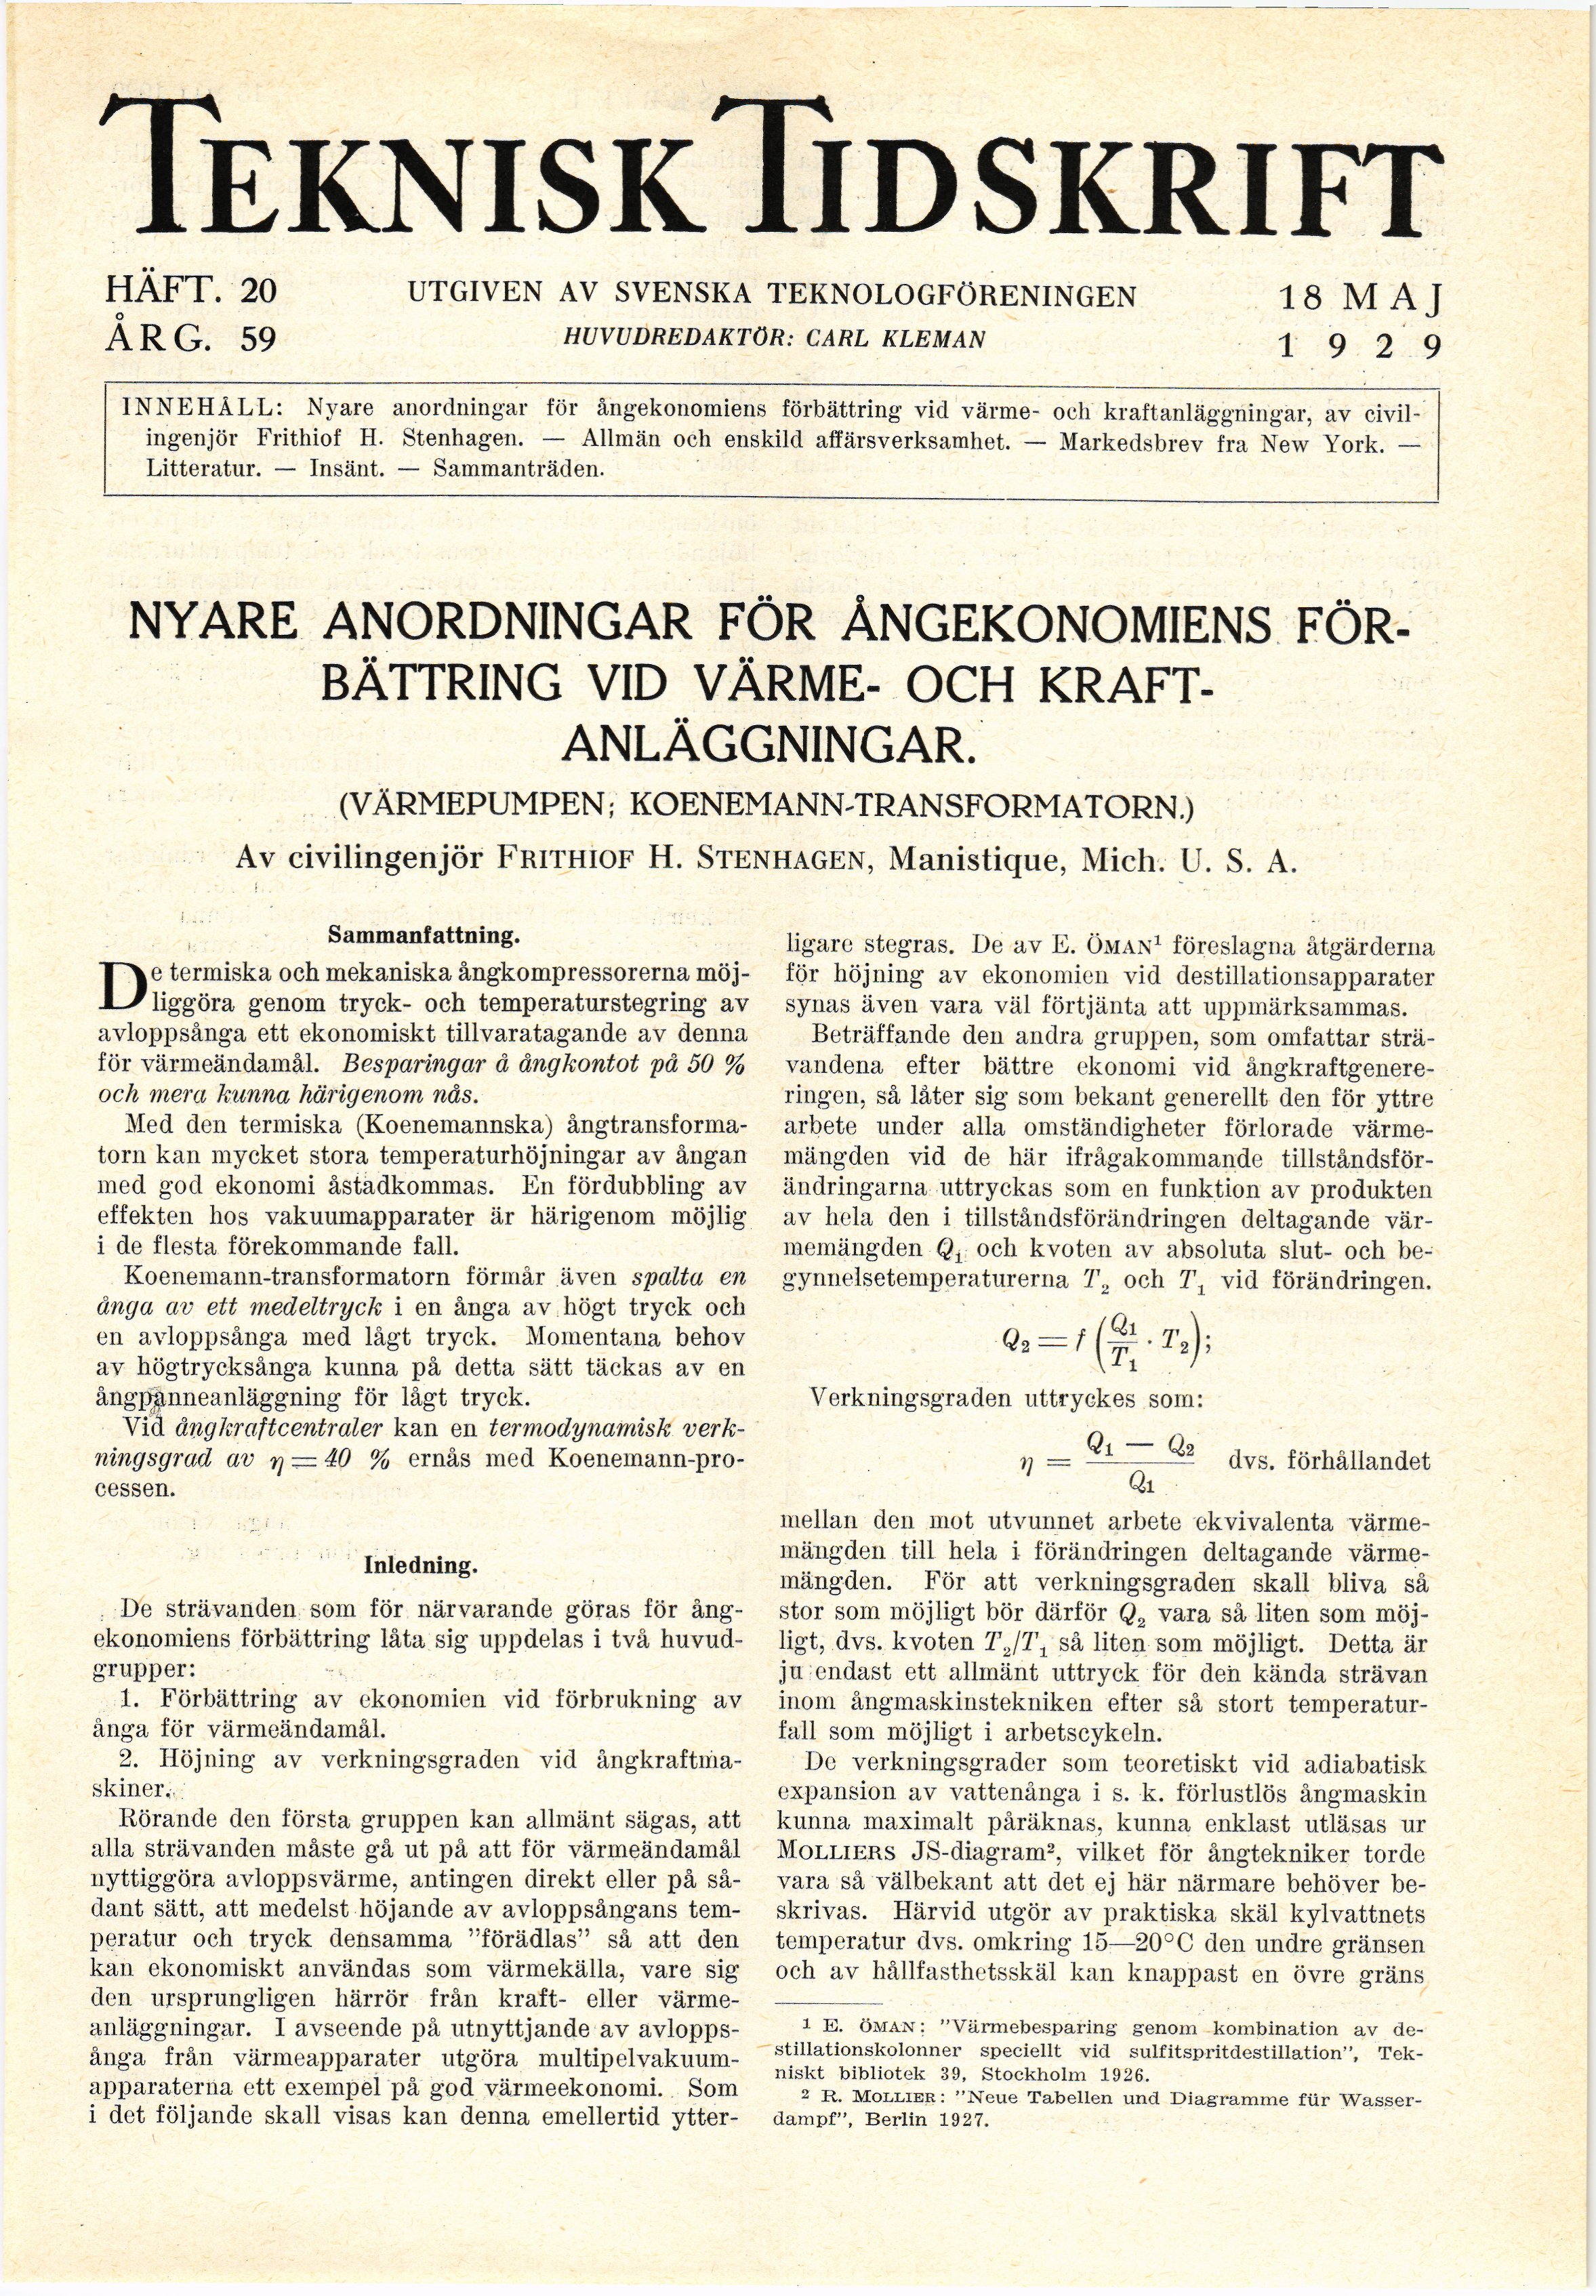 TEKNISK TIDSKRIFT
HÄFT. 20
ÅRG. 59
UTGIVEN AV SVENSKA TEKNOLOGFÖRENINGEN
HUVUDREDAKTÖR: CARL KLEMAN
18 MAJ
1929
INNEHÅLL: Nyare anordningar för ångekonomiens förbättring vid värme- och kraftanläggningar, av civil-
ingenjör Frithiof H. Stenhagen. — Allmän och enskild affärsverksamhet. — Markedsbrev fra New York. —
Litteratur. — Insänt. — Sammanträden.
NYARE ANORDNINGAR FÖR ÅNGEKONOMIENS FÖR-
BÄTTRING VID VÄRME- OCH KRAFT-
ANLÄGGNINGAR.
(VÄRMEPUMPEN; KOENEMANN-TRANSFORMATORN.)
Av civilingenjör FRITHIOF H. STENHAGEN, Manistique, Mich. U. S. A.
Sammanfattning.
De termiska och mekaniska ångkompressorerna möj-
liggöra genom tryck- och temperaturstegring av
avloppsånga ett ekonomiskt tillvaratagande av denna
för värmeändamål. Besparingar å ångkontot på 50 %
och mera kunna härigenom nås.
Med den termiska (Koenemannska) ångtransforma-
torn kan mycket stora temperaturhöjningar av ångan
med god ekonomi åstadkommas. En fördubbling av
effekten hos vakuumapparater är härigenom möjlig
i de flesta förekommande fall.
Koenemann-transformatorn förmår även spalta en
ånga av ett medeltryck i en ånga av högt tryck och
en avloppsånga med lågt tryck. Momentana behov
av högtrycksånga kunna på detta sätt täckas av en
ångpanneanläggning för lågt tryck.
Vid ångkraftcentraler kan en termodynamisk verk-
ningsgrad av η = 40 % ernås med Koenemann-pro-
cessen.
Inledning.
De strävanden som för närvarande göras för ång-
ekonomiens förbättring låta sig uppdelas i två huvud-
grupper:
1. Förbättring av ekonomien vid förbrukning av
ånga för värmeändamål.
2. Höjning av verkningsgraden vid ångkraftma-
skiner.
Rörande den första gruppen kan allmänt sägas, att
alla strävanden måste gå ut på att för värmeändamål
nyttiggöra avloppsvärme, antingen direkt eller på så-
dant sätt, att medelst höjande av avloppsångans tem-
peratur och tryck densamma ”förädlas” så att den
kan ekonomiskt användas som värmekälla, vare sig
den ursprungligen härrör från kraft- eller värme-
anläggningar. I avseende på utnyttjande av avlopps-
ånga från värmeapparater utgöra multipelvakuum-
apparaterna ett exempel på god värmeekonomi. Som
i det följande skall visas kan denna emellertid ytter-
ligare stegras. De av E. ÖMAN¹ föreslagna åtgärderna
för höjning av ekonomien vid destillationsapparater
synas även vara väl förtjänta att uppmärksammas.
Beträffande den andra gruppen, som omfattar strä-
vandena efter bättre ekonomi vid ångkraftgenere-
ringen, så låter sig som bekant generellt den för yttre
arbete under alla omständigheter förlorade värme-
mängden vid de här ifrågakommande tillståndsför-
ändringarna uttryckas som en funktion av produkten
av hela den i tillståndsförändringen deltagande vär-
memängden Q₁ och kvoten av absoluta slut- och be-
gynnelsetemperaturerna T₂ och T₁ vid förändringen.
Q₂ = f (Q₁/T₁ · T₂);
Verkningsgraden uttryckes som:
η = (Q₁ — Q₂)/Q₁ dvs. förhållandet
mellan den mot utvunnet arbete ekvivalenta värme-
mängden till hela i förändringen deltagande värme-
mängden. För att verkningsgraden skall bliva så
stor som möjligt bör därför Q₂ vara så liten som möj-
ligt, dvs. kvoten T₂/T₁ så liten som möjligt. Detta är
ju endast ett allmänt uttryck för den kända strävan
inom ångmaskinstekniken efter så stort temperatur-
fall som möjligt i arbetscykeln.
De verkningsgrader som teoretiskt vid adiabatisk
expansion av vattenånga i s. k. förlustlös ångmaskin
kunna maximalt påräknas, kunna enklast utläsas ur
MOLLIERS JS-diagram², vilket för ångtekniker torde
vara så välbekant att det ej här närmare behöver be-
skrivas. Härvid utgör av praktiska skäl kylvattnets
temperatur dvs. omkring 15—20°C den undre gränsen
och av hållfasthetsskäl kan knappast en övre gräns
¹ E. ÖMAN: ”Värmebesparing genom kombination av de-
stillationskolonner speciellt vid sulfitspritdestillation”, Tek-
niskt bibliotek 39, Stockholm 1926.
² R. MOLLIER: ”Neue Tabellen und Diagramme für Wasser-
dampf”, Berlin 1927.